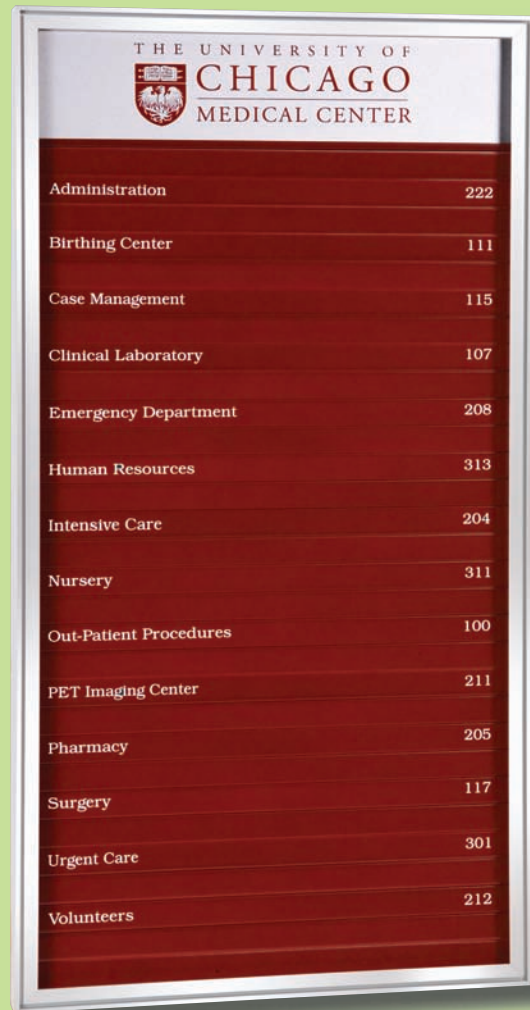 THE UNIVERSITY OF
CHICAGO
MEDICAL CENTER
Administration 222
Birthing Center 111
Case Management 115
Clinical Laboratory 107
Emergency Department 208
Human Resources 313
Intensive Care 204
Nursery 311
Out-Patient Procedures 100
PET Imaging Center 211
Pharmacy 205
Surgery 117
Urgent Care 301
Volunteers 212